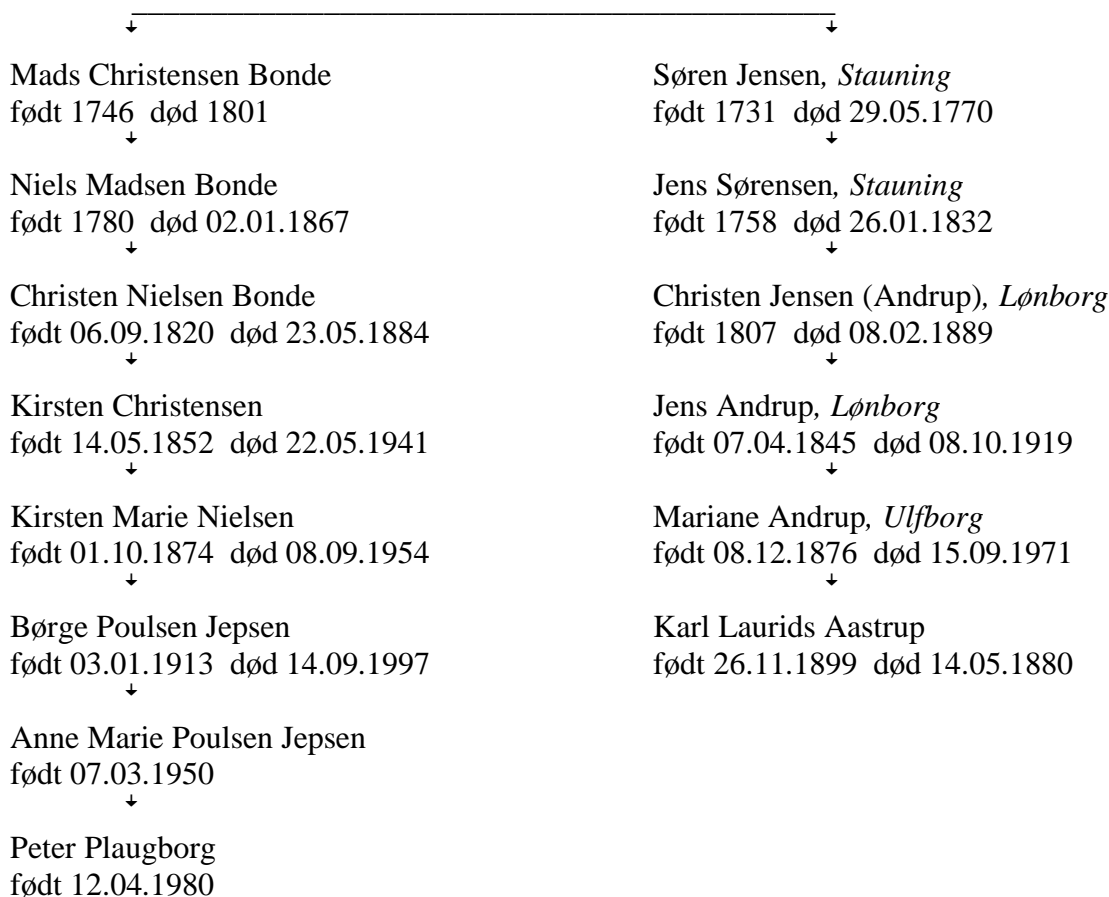 Mads Christensen Bonde
født 1746 død 1801
Niels Madsen Bonde
født 1780 død 02.01.1867
Christen Nielsen Bonde
født 06.09.1820 død 23.05.1884
Kirsten Christensen
født 14.05.1852 død 22.05.1941
Kirsten Marie Nielsen
født 01.10.1874 død 08.09.1954
Børge Poulsen Jepsen
født 03.01.1913 død 14.09.1997
Anne Marie Poulsen Jepsen
født 07.03.1950
Peter Plaugborg
født 12.04.1980
Søren Jensen, Stauning
født 1731 død 29.05.1770
Jens Sørensen, Stauning
født 1758 død 26.01.1832
Christen Jensen (Andrup), Lønborg
født 1807 død 08.02.1889
Jens Andrup, Lønborg
født 07.04.1845 død 08.10.1919
Mariane Andrup, Ulfborg
født 08.12.1876 død 15.09.1971
Karl Laurids Aastrup
født 26.11.1899 død 14.05.1880